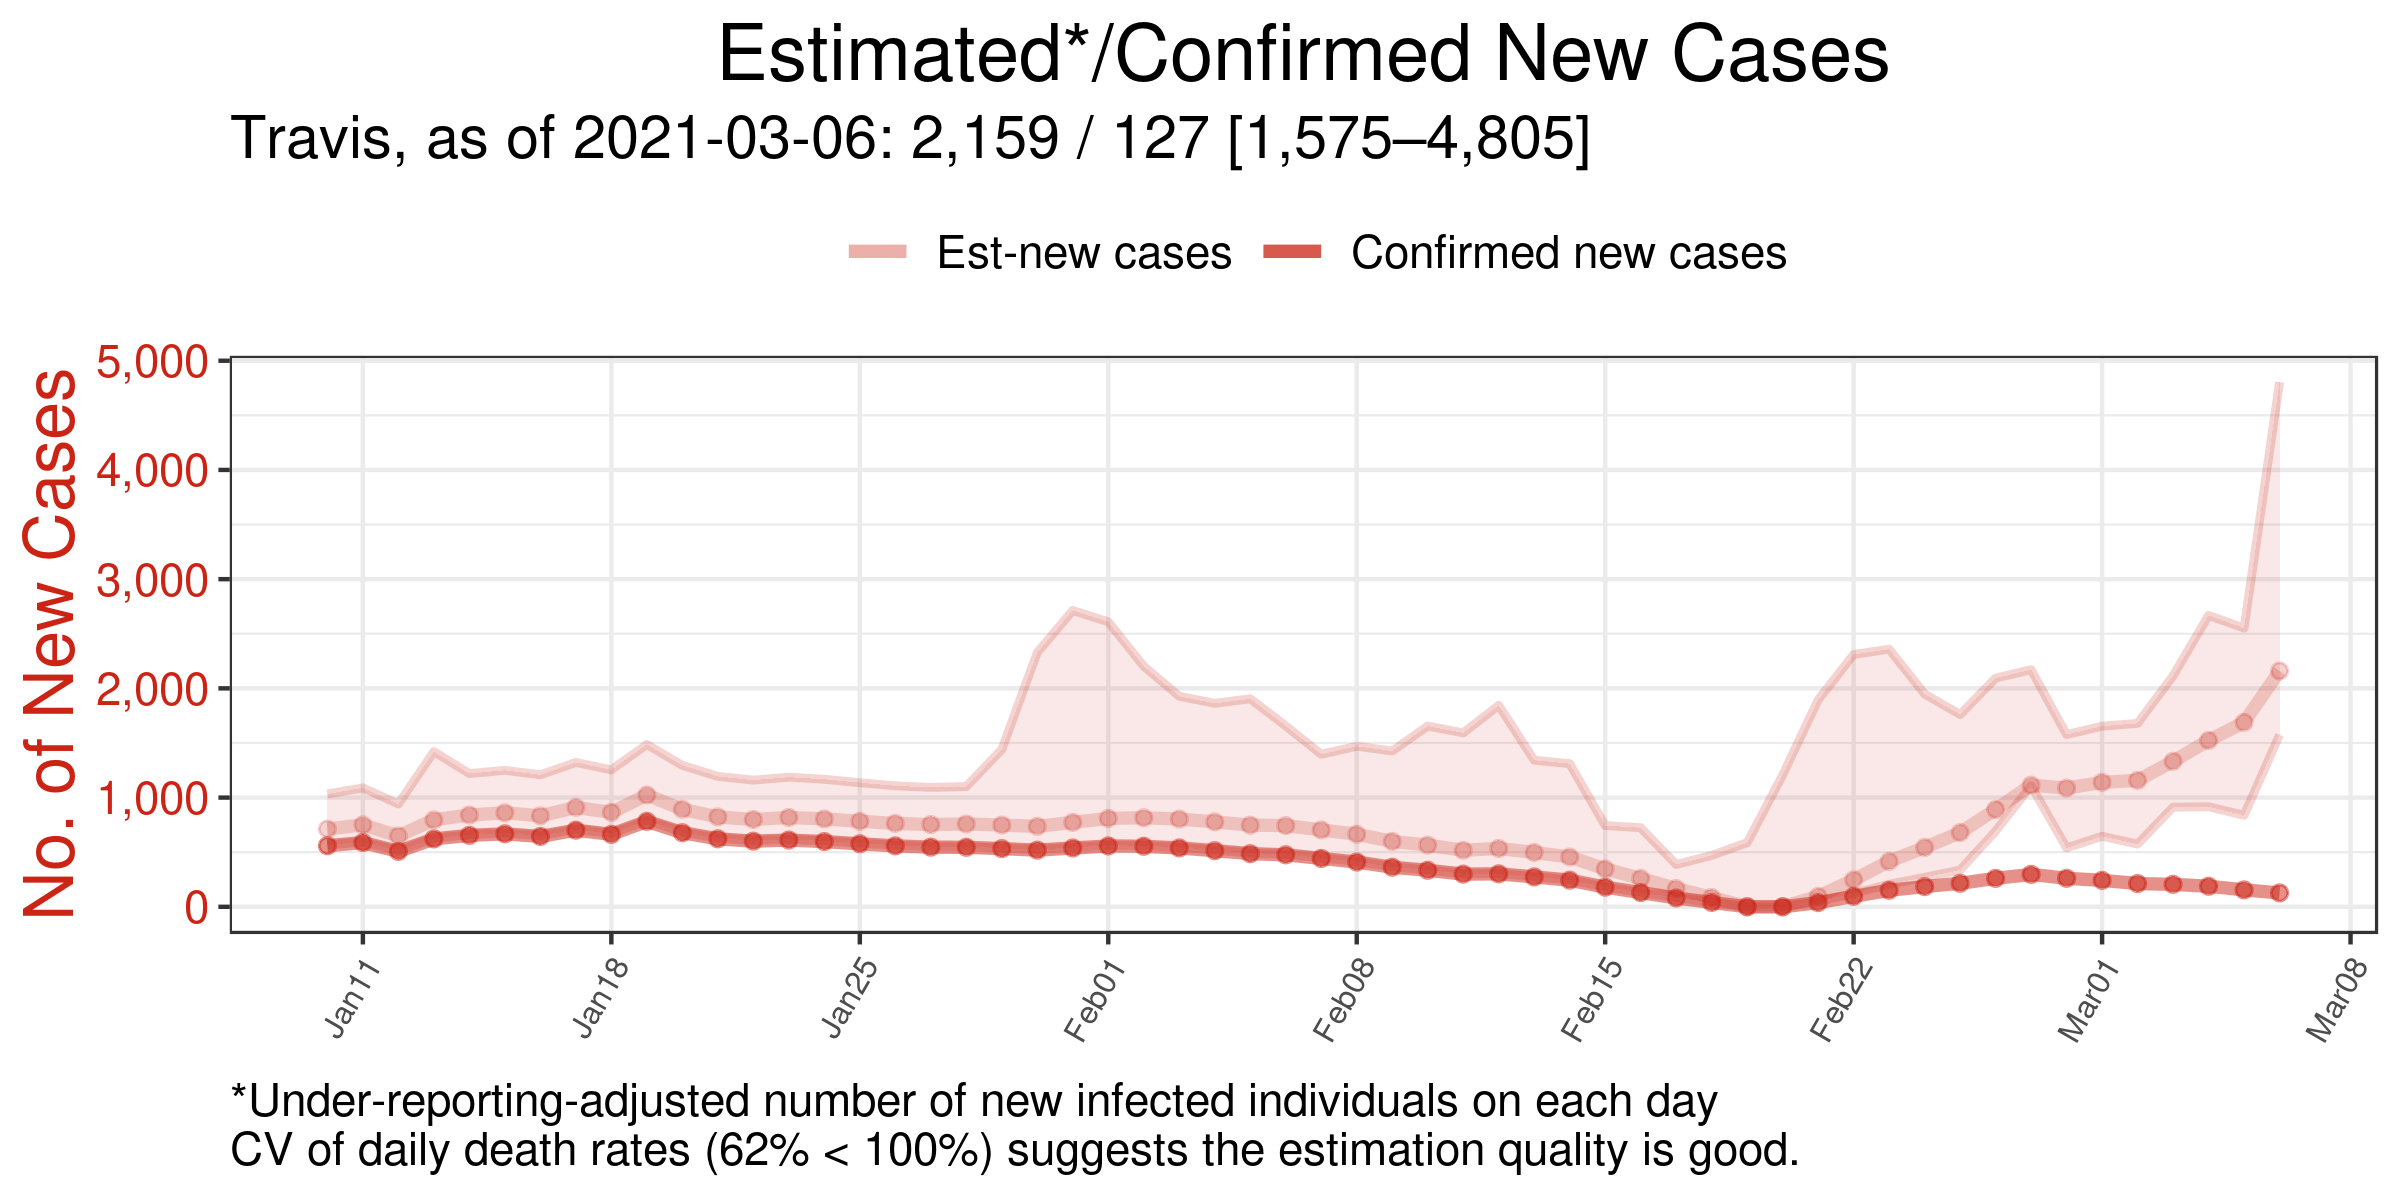 Estimated*/Confirmed New Cases
Travis, as of 2021-03-06: 2,159 / 127 [1,575–4,805]
Est-new cases Confirmed new cases
No. of New Cases
5,000
4,000
3,000
2,000
1,000
0
Jan11 Jan18 Jan25 Feb01 Feb08 Feb15 Feb22 Mar01 Mar08
*Under-reporting-adjusted number of new infected individuals on each day
CV of daily death rates (62% < 100%) suggests the estimation quality is good.